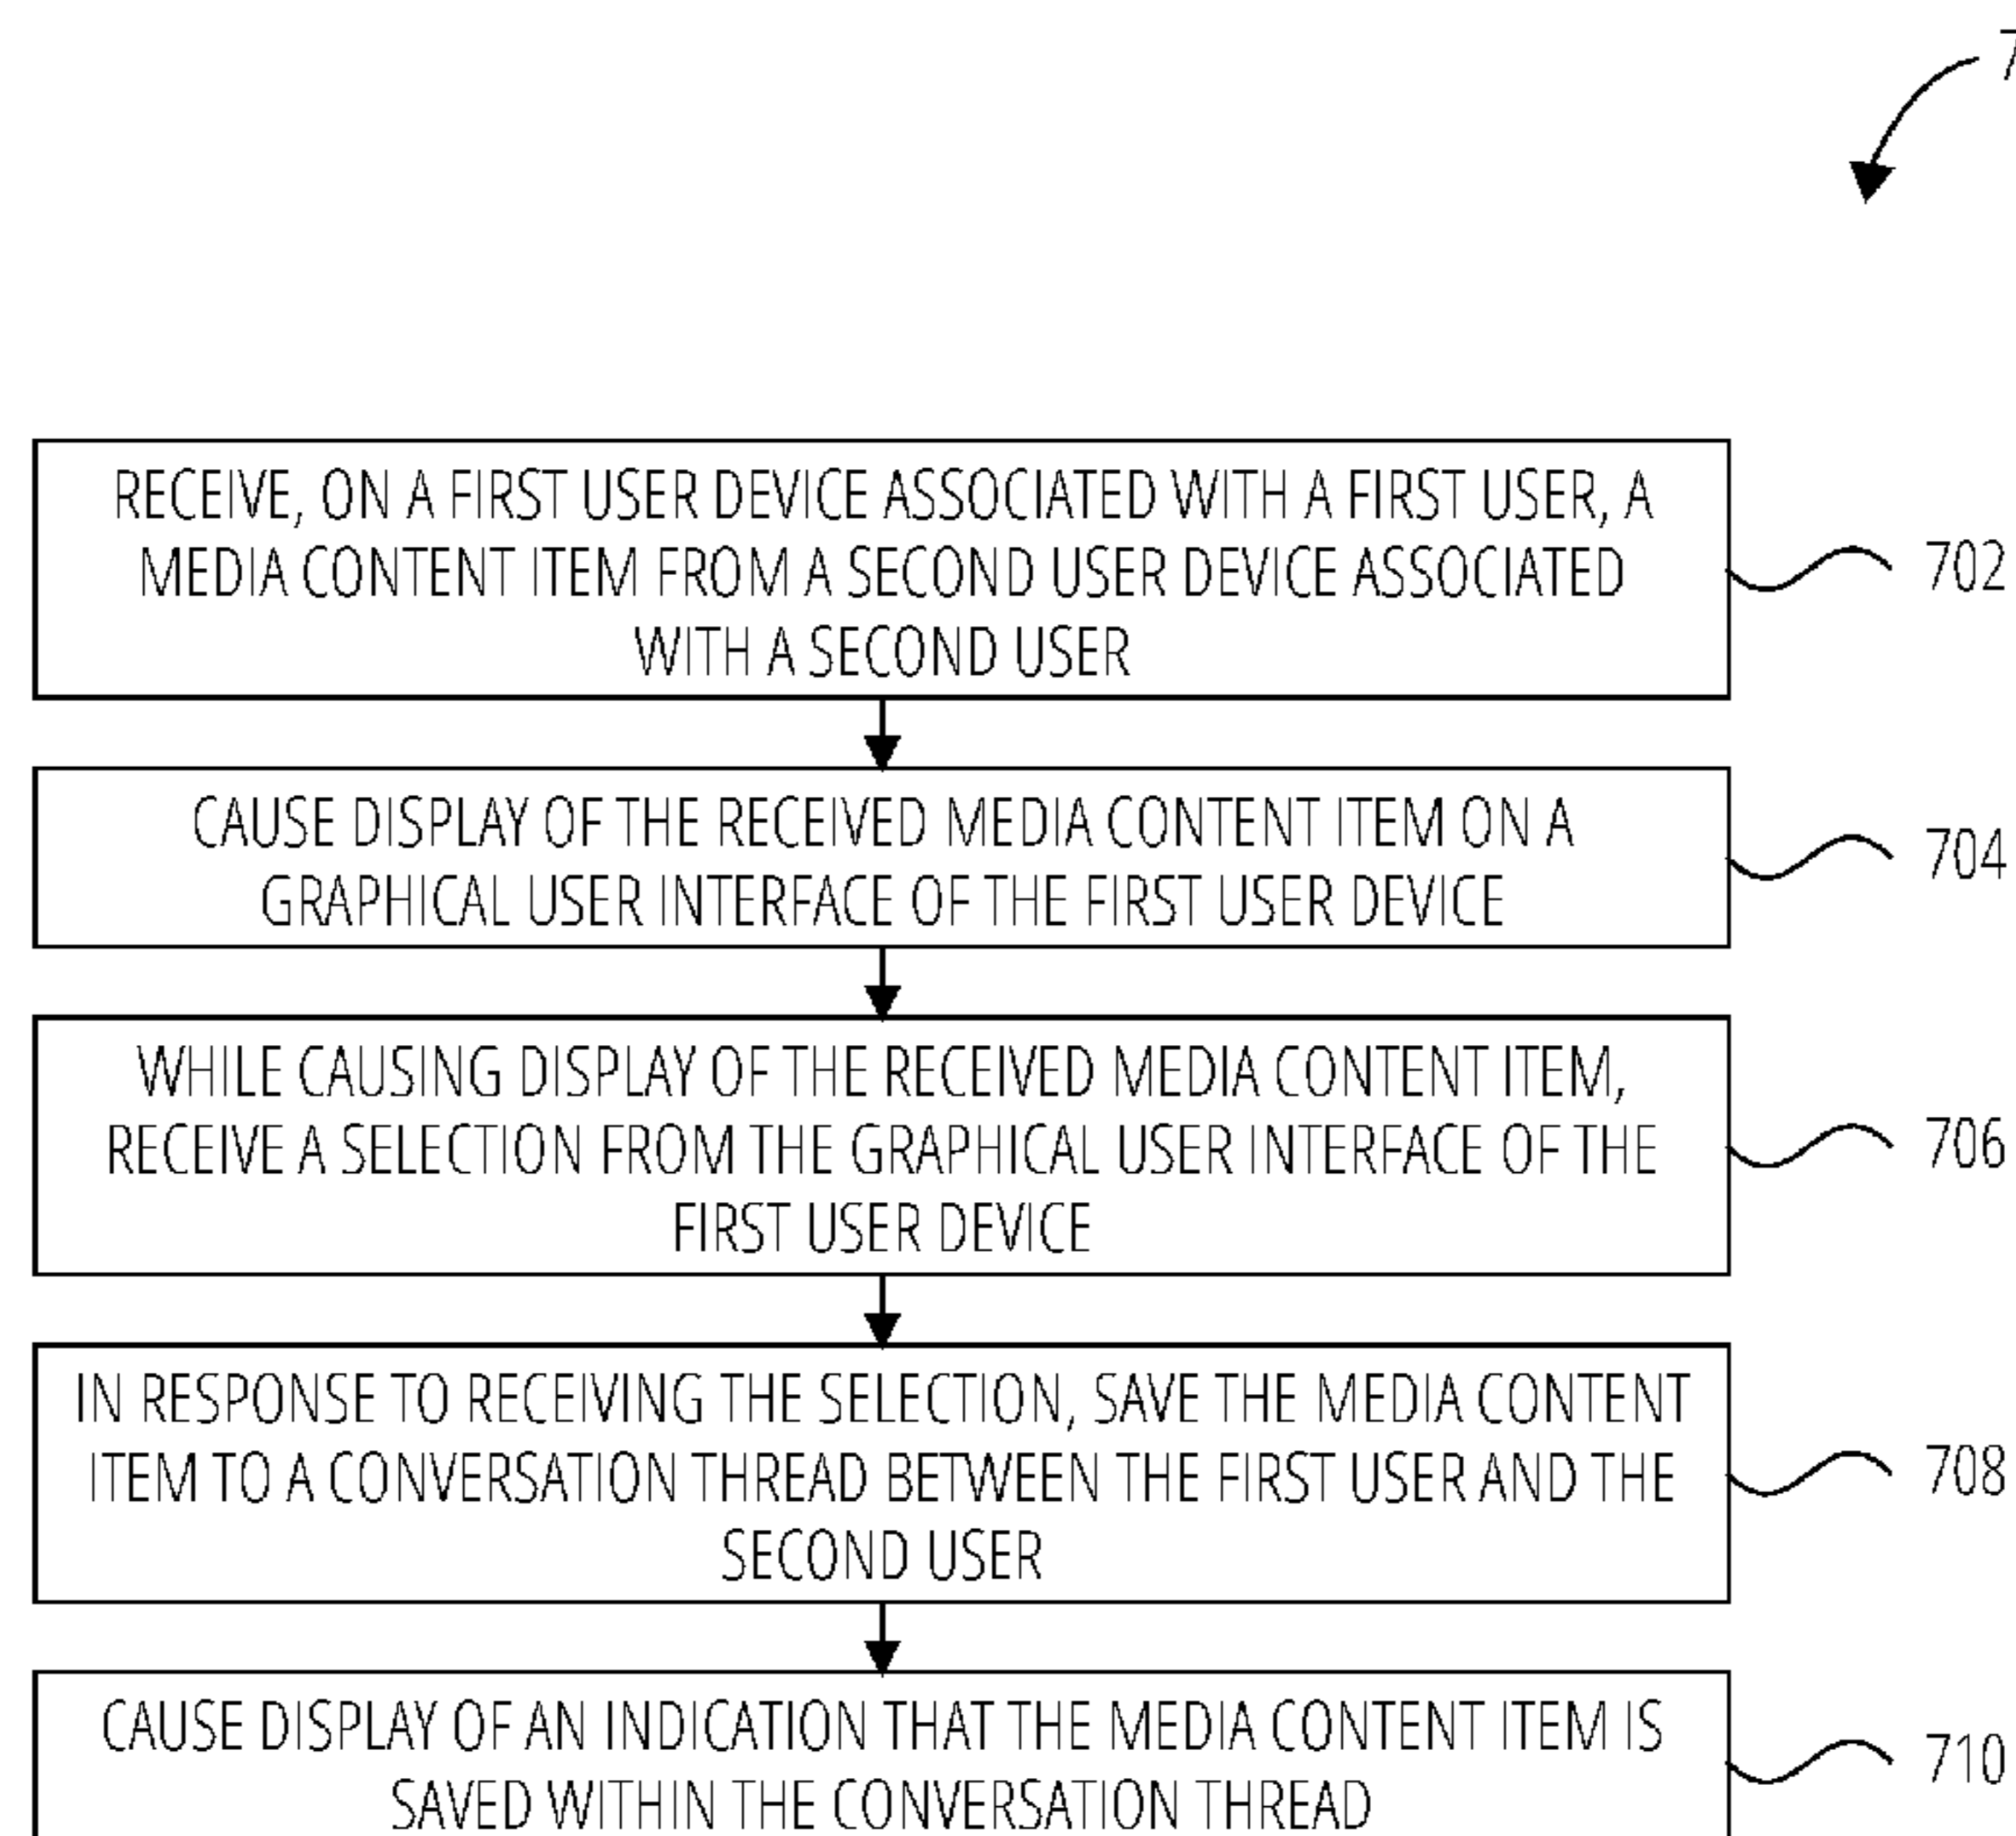 RECEIVE, ON A FIRST USER DEVICE ASSOCIATED WITH A FIRST USER, A
MEDIA CONTENT ITEM FROM A SECOND USER DEVICE ASSOCIATED
WITH A SECOND USER
702
CAUSE DISPLAY OF THE RECEIVED MEDIA CONTENT ITEM ON A
GRAPHICAL USER INTERFACE OF THE FIRST USER DEVICE
704
WHILE CAUSING DISPLAY OF THE RECEIVED MEDIA CONTENT ITEM,
RECEIVE A SELECTION FROM THE GRAPHICAL USER INTERFACE OF THE
FIRST USER DEVICE
706
IN RESPONSE TO RECEIVING THE SELECTION, SAVE THE MEDIA CONTENT
ITEM TO A CONVERSATION THREAD BETWEEN THE FIRST USER AND THE
SECOND USER
708
CAUSE DISPLAY OF AN INDICATION THAT THE MEDIA CONTENT ITEM IS
SAVED WITHIN THE CONVERSATION THREAD
710